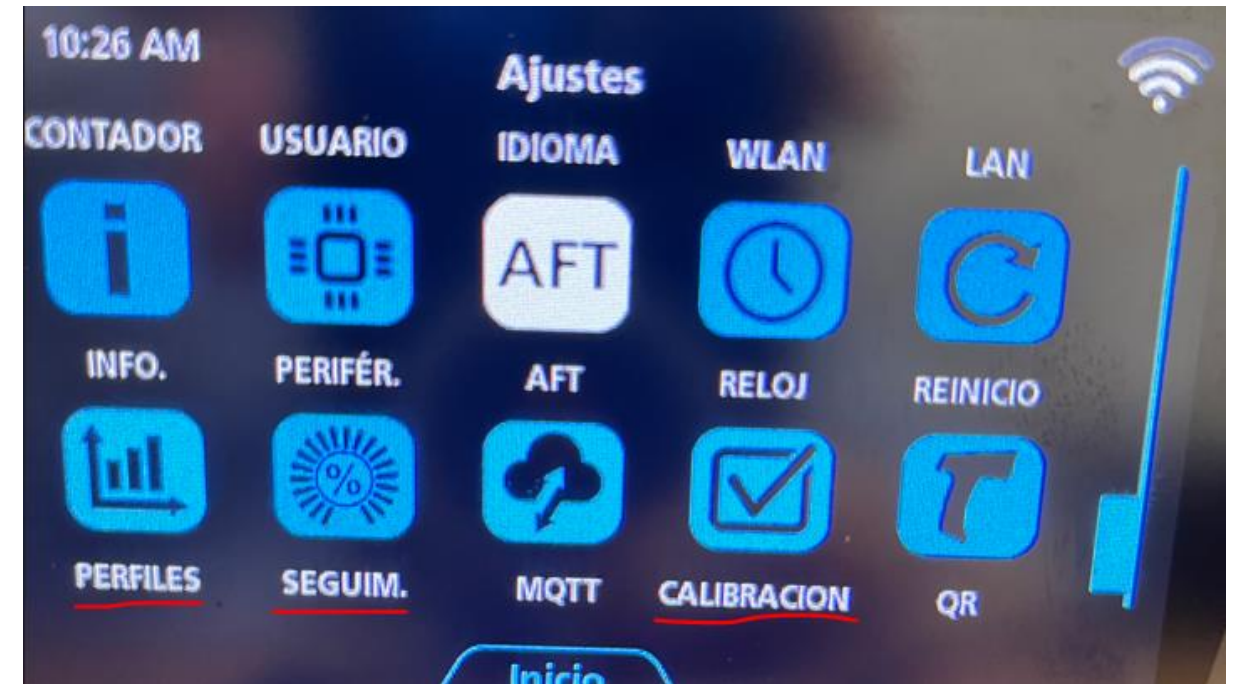 10:26 AM
Ajustes
CONTADOR USUARIO IDIOMA WLAN LAN
AFT
INFO. PERIFÉR. AFT RELOJ REINICIO
%
PERFILES SEGUIM. MQTT CALIBRACION QR
Inicio